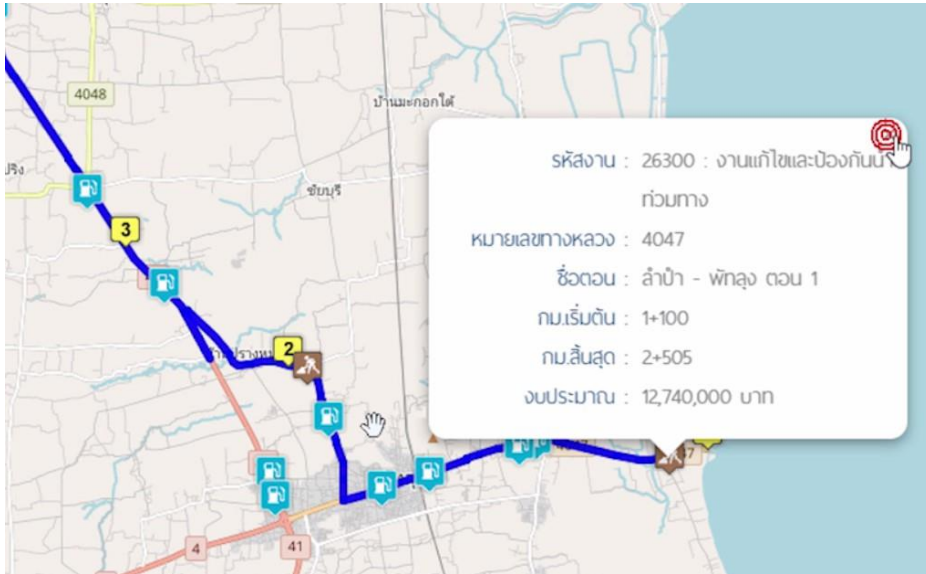 4048
บ้านมะกอกใต้
ปริง
ชัยบุรี
3
2
รหัสงาน : 26300 : งานแก้ไขและป้องกันน้ำ
ท่วมทาง
หมายเลขทางหลวง : 4047
ชื่อตอน : ลำปำ - พัทลุง ตอน 1
กม.เริ่มต้น : 1+100
กม.สิ้นสุด : 2+505
งบประมาณ : 12,740,000 บาท
4
41